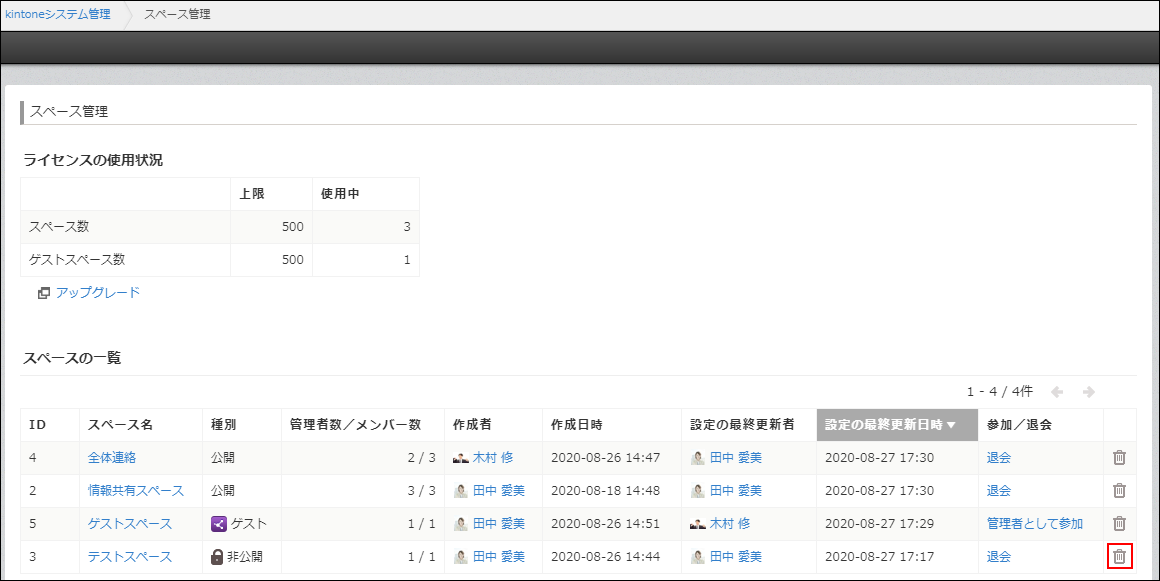 kintoneシステム管理 スペース管理
スペース管理
ライセンスの使用状況
上限 使用中
スペース数 500 3
ゲストスペース数 500 1
アップグレード
スペースの一覧
1 - 4 / 4件
ID スペース名 種別 管理者数／メンバー数 作成者 作成日時 設定の最終更新者 設定の最終更新日時▼ 参加／退会
4 全体連絡 公開 2 / 3 木村 修 2020-08-26 14:47 田中 愛美 2020-08-27 17:30 退会
2 情報共有スペース 公開 3 / 3 田中 愛美 2020-08-18 14:48 田中 愛美 2020-08-27 17:30 退会
5 ゲストスペース ゲスト 1 / 1 田中 愛美 2020-08-26 14:51 木村 修 2020-08-27 17:29 管理者として参加
3 テストスペース 非公開 1 / 1 田中 愛美 2020-08-26 14:44 田中 愛美 2020-08-27 17:17 退会